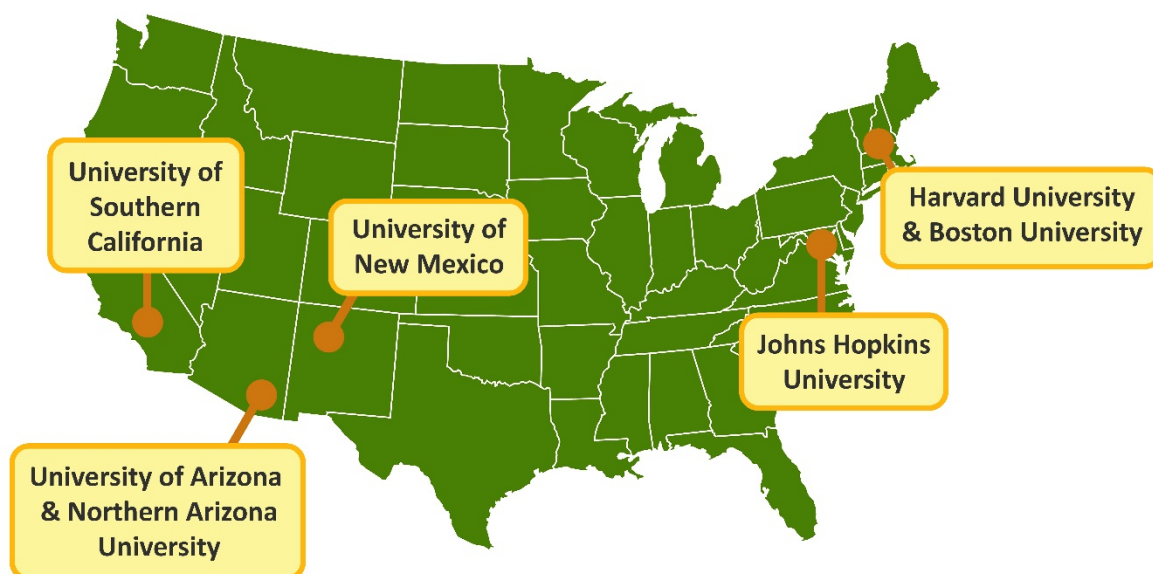 University of
Southern
California
University of
New Mexico
Harvard University
& Boston University
Johns Hopkins
University
University of Arizona
& Northern Arizona
University